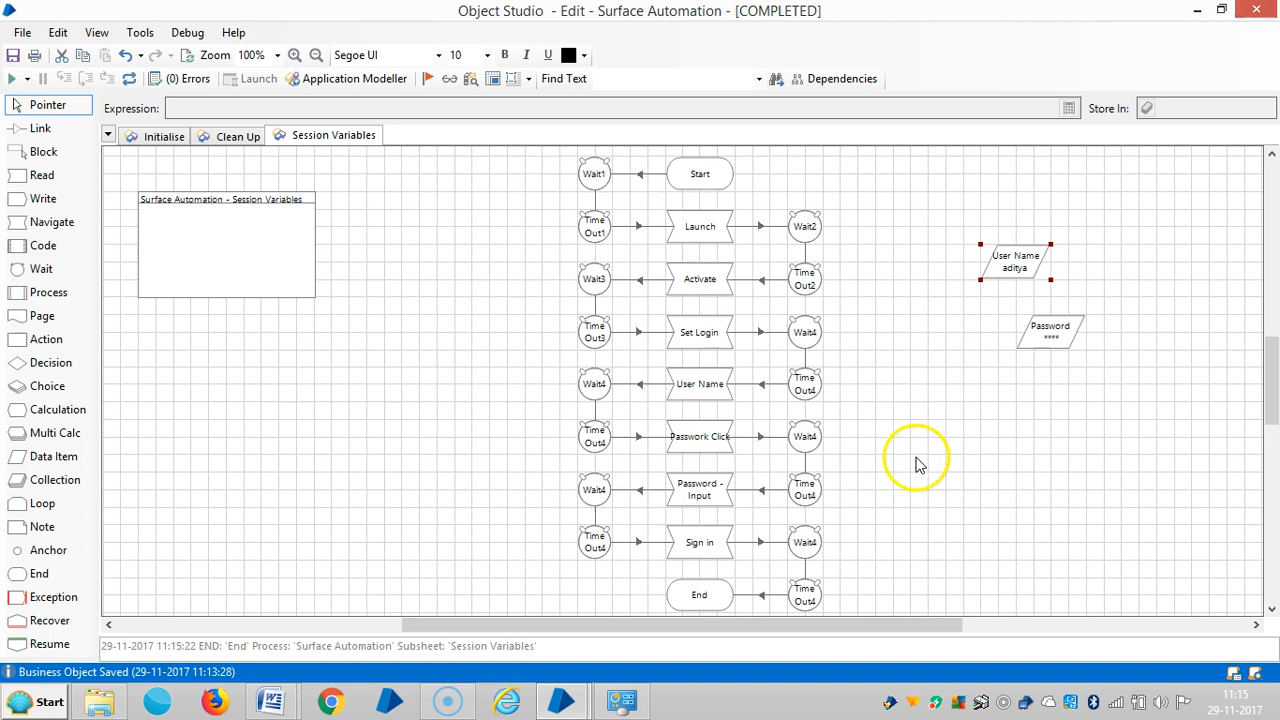 Object Studio - Edit - Surface Automation - [COMPLETED]
File Edit View Tools Debug Help
Zoom 100% Segoe UI 10 B I U
(0) Errors Launch Application Modeller Find Text Dependencies
Pointer
Expression: Store In:
Link
Initialise Clean Up Session Variables
Block
Read
Write
Navigate
Code
Wait
Process
Page
Action
Decision
Choice
Calculation
Multi Calc
Data Item
Collection
Loop
Note
Anchor
End
Exception
Recover
Resume
Surface Automation - Session Variables
Wait1 Start
Time
Out1
Launch Wait2
Wait3 Activate
Time
Out2
Time
Out3
Set Login Wait4
Wait4 User Name
Time
Out4
Time
Out4
Passwork Click Wait4
Wait4
Password -
Input
Time
Out4
Time
Out4
Sign in Wait4
End
Time
Out4
User Name
aditya
Password
****
29-11-2017 11:15:22 END: 'End' Process: 'Surface Automation' Subsheet: 'Session Variables'
Business Object Saved (29-11-2017 11:13:28)
Start
11:15
29-11-2017